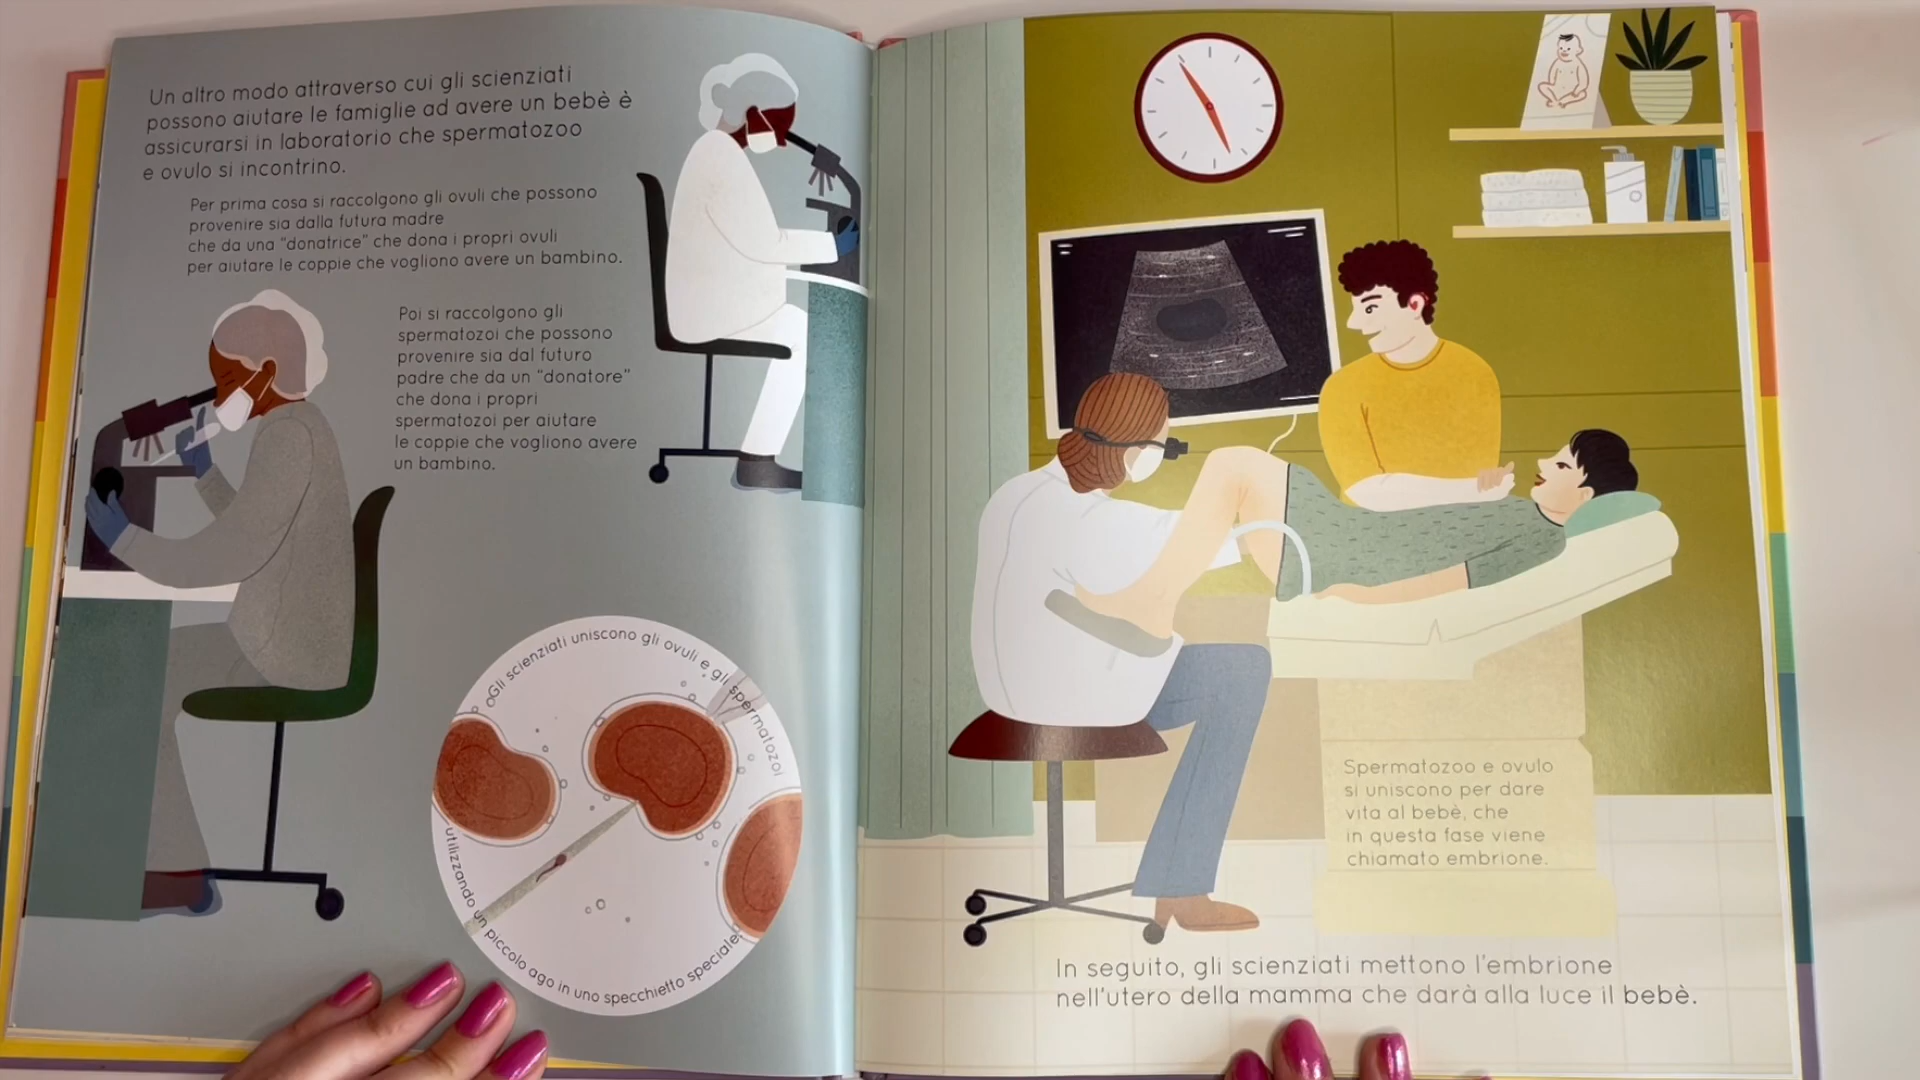 Un altro modo attraverso cui gli scienziati
possono aiutare le famiglie ad avere un bebè è
assicurarsi in laboratorio che spermatozoo
e ovulo si incontrino.
Per prima cosa si raccolgono gli ovuli che possono
provenire sia dalla futura madre
che da una "donatrice" che dona i propri ovuli
per aiutare le coppie che vogliono avere un bambino.
Poi si raccolgono gli
spermatozoi che possono
provenire sia dal futuro
padre che da un "donatore"
che dona i propri
spermatozoi per aiutare
le coppie che vogliono avere
un bambino.
Gli scienziati uniscono gli ovuli e gli spermatozoi
utilizzando un piccolo ago in uno specchietto speciale.
Spermatozoo e ovulo
si uniscono per dare
vita al bebè, che
in questa fase viene
chiamato embrione.
In seguito, gli scienziati mettono l'embrione
nell'utero della mamma che darà alla luce il bebè.